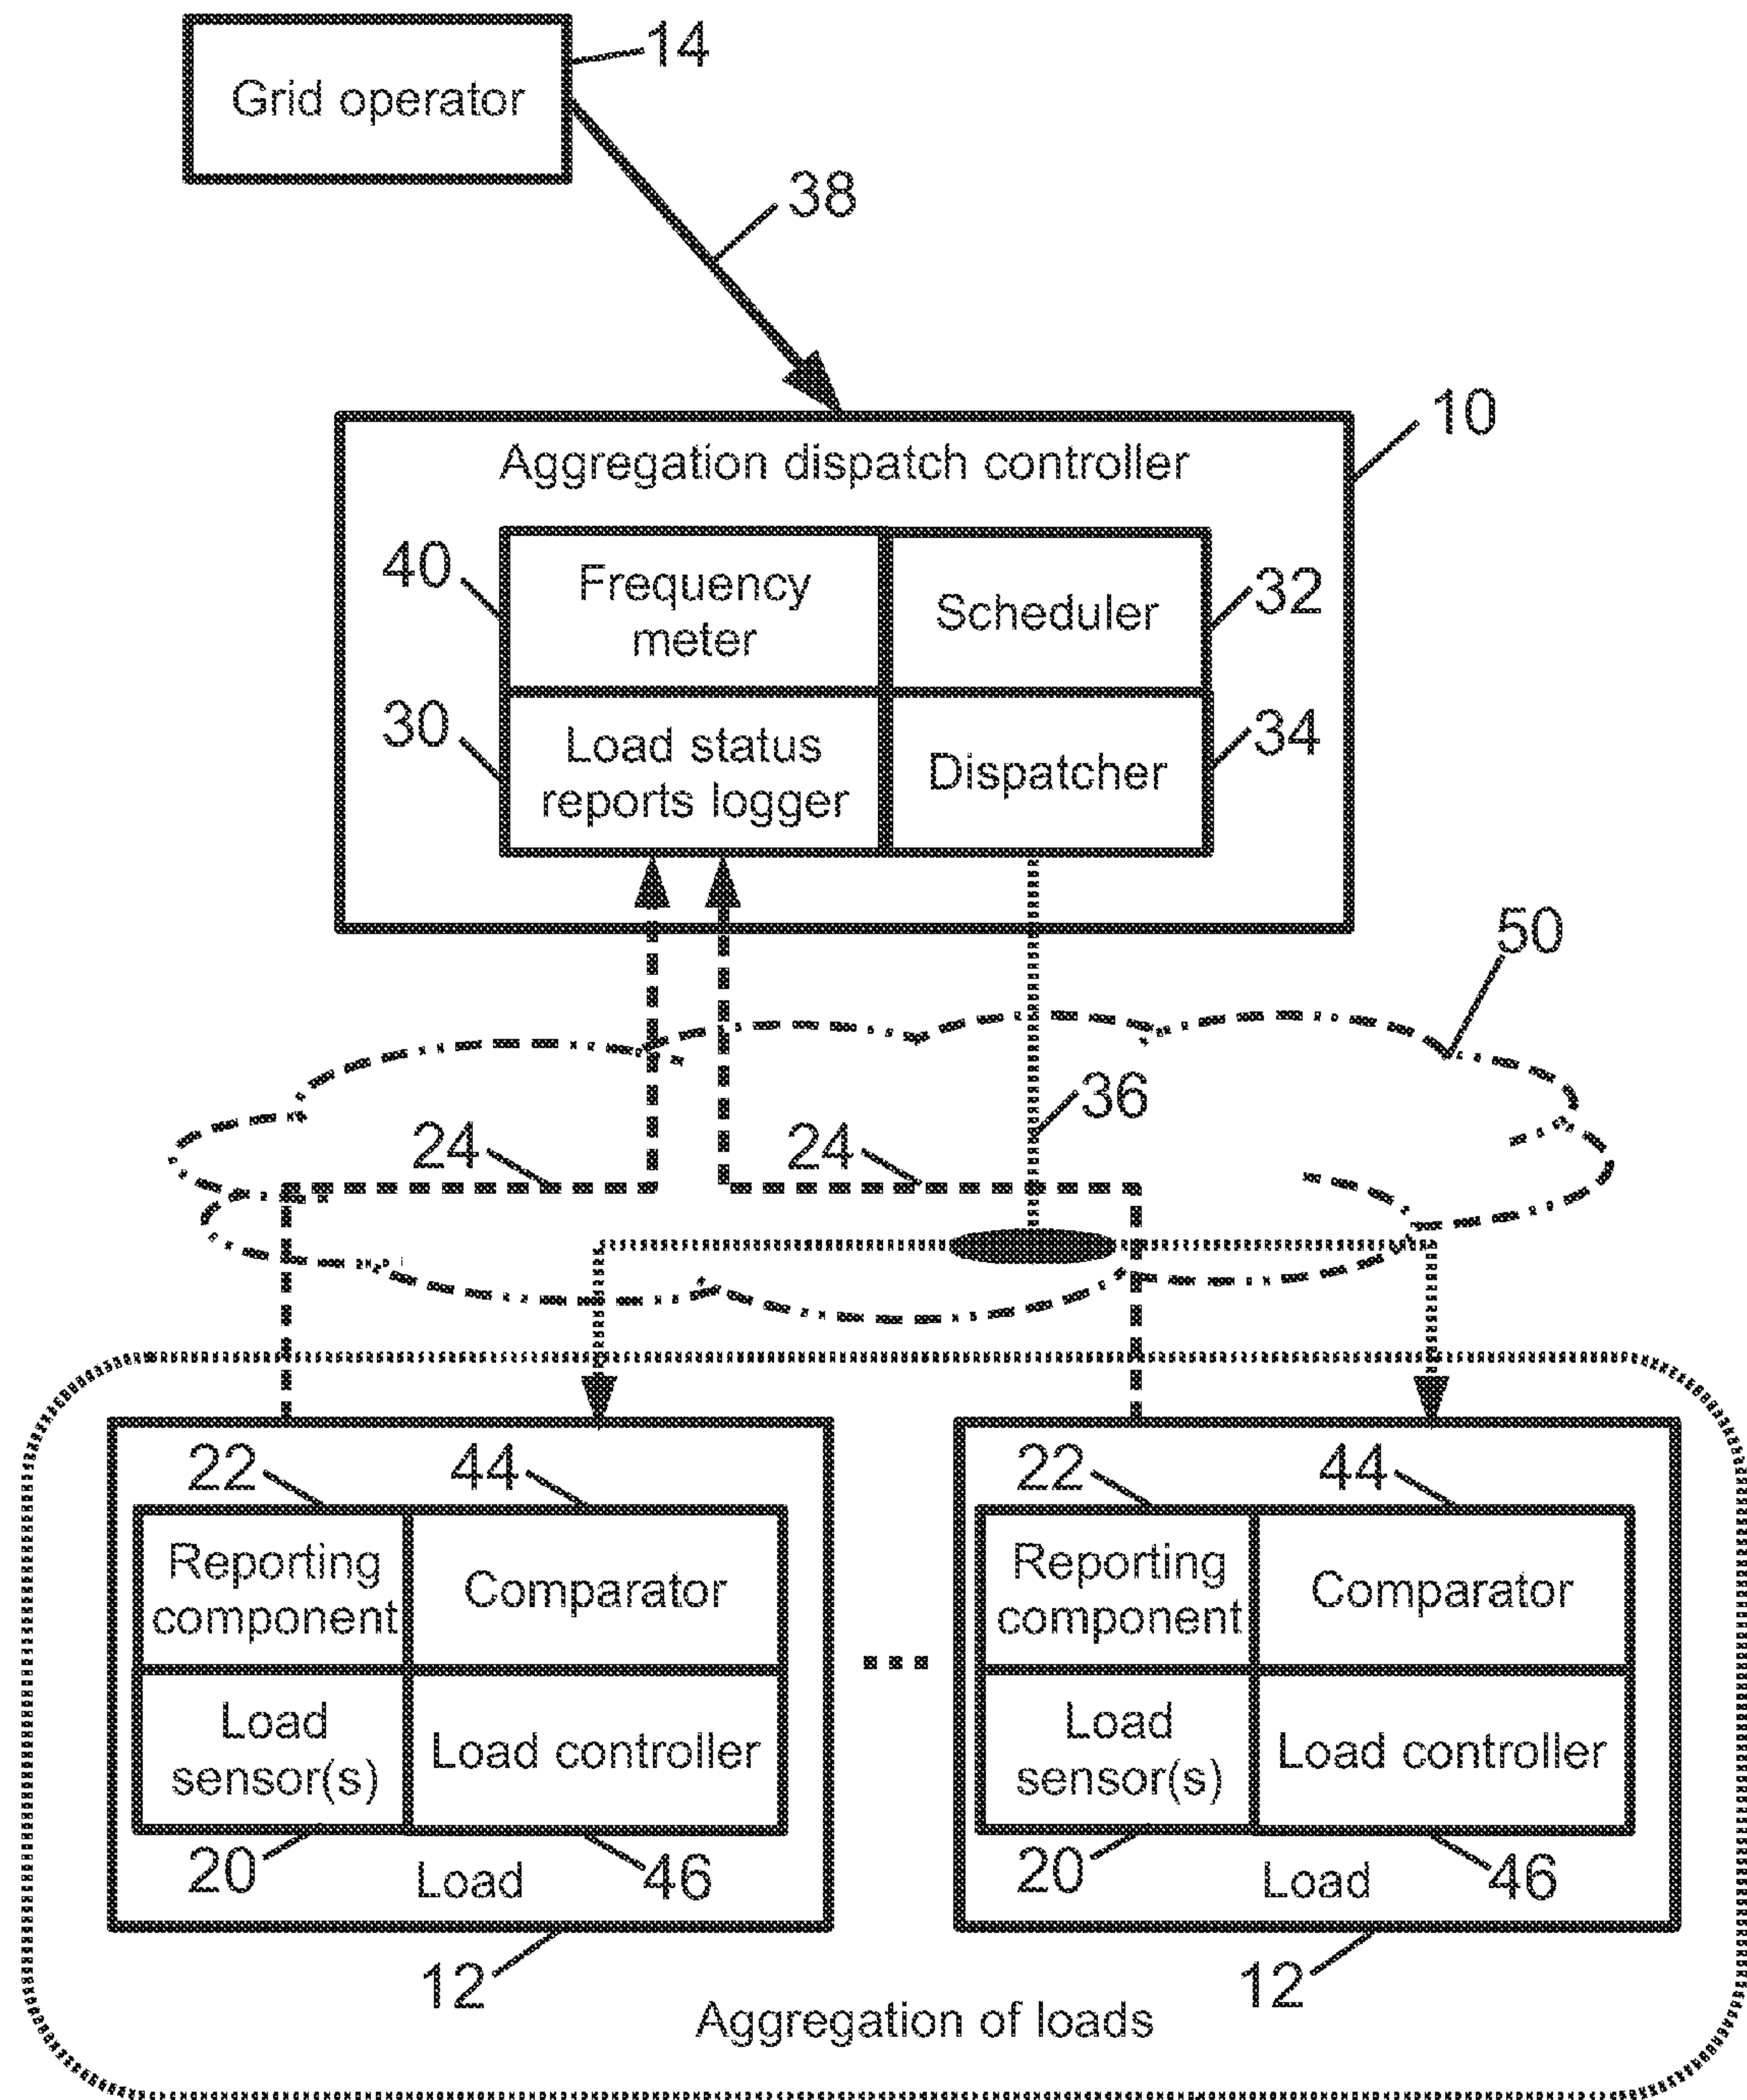 Grid operator
14
38
10
Aggregation dispatch controller
40
Frequency
meter
Scheduler
32
30
Load status
reports logger
Dispatcher
34
50
36
24
24
22
44
22
44
Reporting
component
Comparator
Reporting
component
Comparator
Load
sensor(s)
Load controller
Load
sensor(s)
Load controller
20
Load
46
20
Load
46
12
12
Aggregation of loads